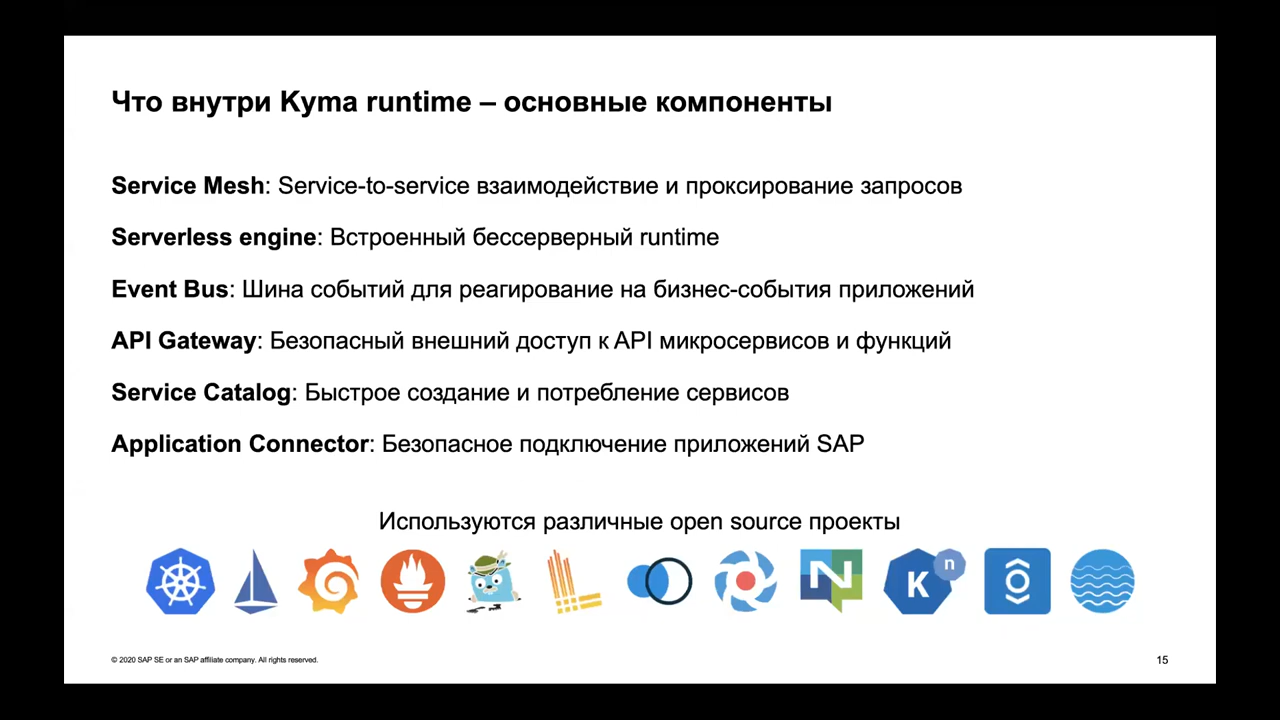 Что внутри Kyma runtime – основные компоненты
Service Mesh: Service-to-service взаимодействие и проксирование запросов
Serverless engine: Встроенный бессерверный runtime
Event Bus: Шина событий для реагирование на бизнес-события приложений
API Gateway: Безопасный внешний доступ к API микросервисов и функций
Service Catalog: Быстрое создание и потребление сервисов
Application Connector: Безопасное подключение приложений SAP
Используются различные open source проекты
N
K n
© 2020 SAP SE or an SAP affiliate company. All rights reserved.
15